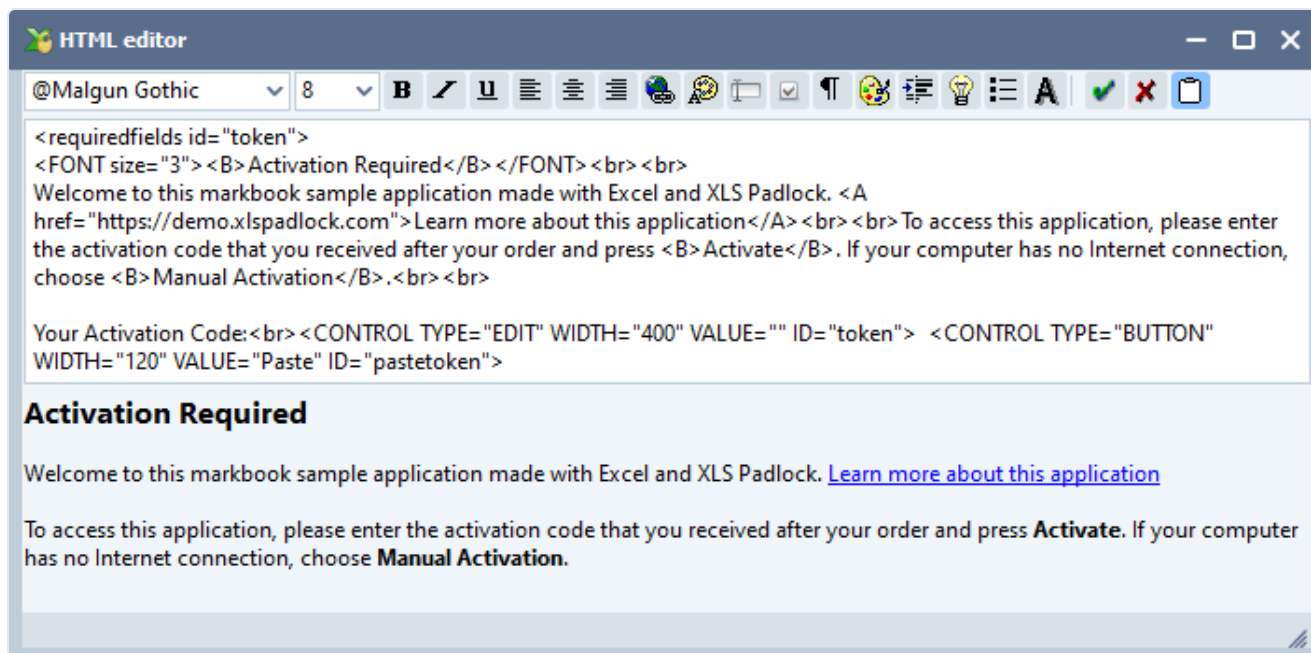 HTML editor
@Malgun Gothic 8 B I U ¶ A
<requiredfields id="token">
<FONT size="3"><B>Activation Required</B></FONT><br><br>
Welcome to this markbook sample application made with Excel and XLS Padlock. <A
href="https://demo.xlspadlock.com">Learn more about this application</A><br><br>To access this application, please enter
the activation code that you received after your order and press <B>Activate</B>. If your computer has no Internet connection,
choose <B>Manual Activation</B>.<br><br>
Your Activation Code:<br><CONTROL TYPE="EDIT" WIDTH="400" VALUE="" ID="token">  <CONTROL TYPE="BUTTON"
WIDTH="120" VALUE="Paste" ID="pastetoken">
Activation Required
Welcome to this markbook sample application made with Excel and XLS Padlock. Learn more about this application
To access this application, please enter the activation code that you received after your order and press Activate. If your computer
has no Internet connection, choose Manual Activation.